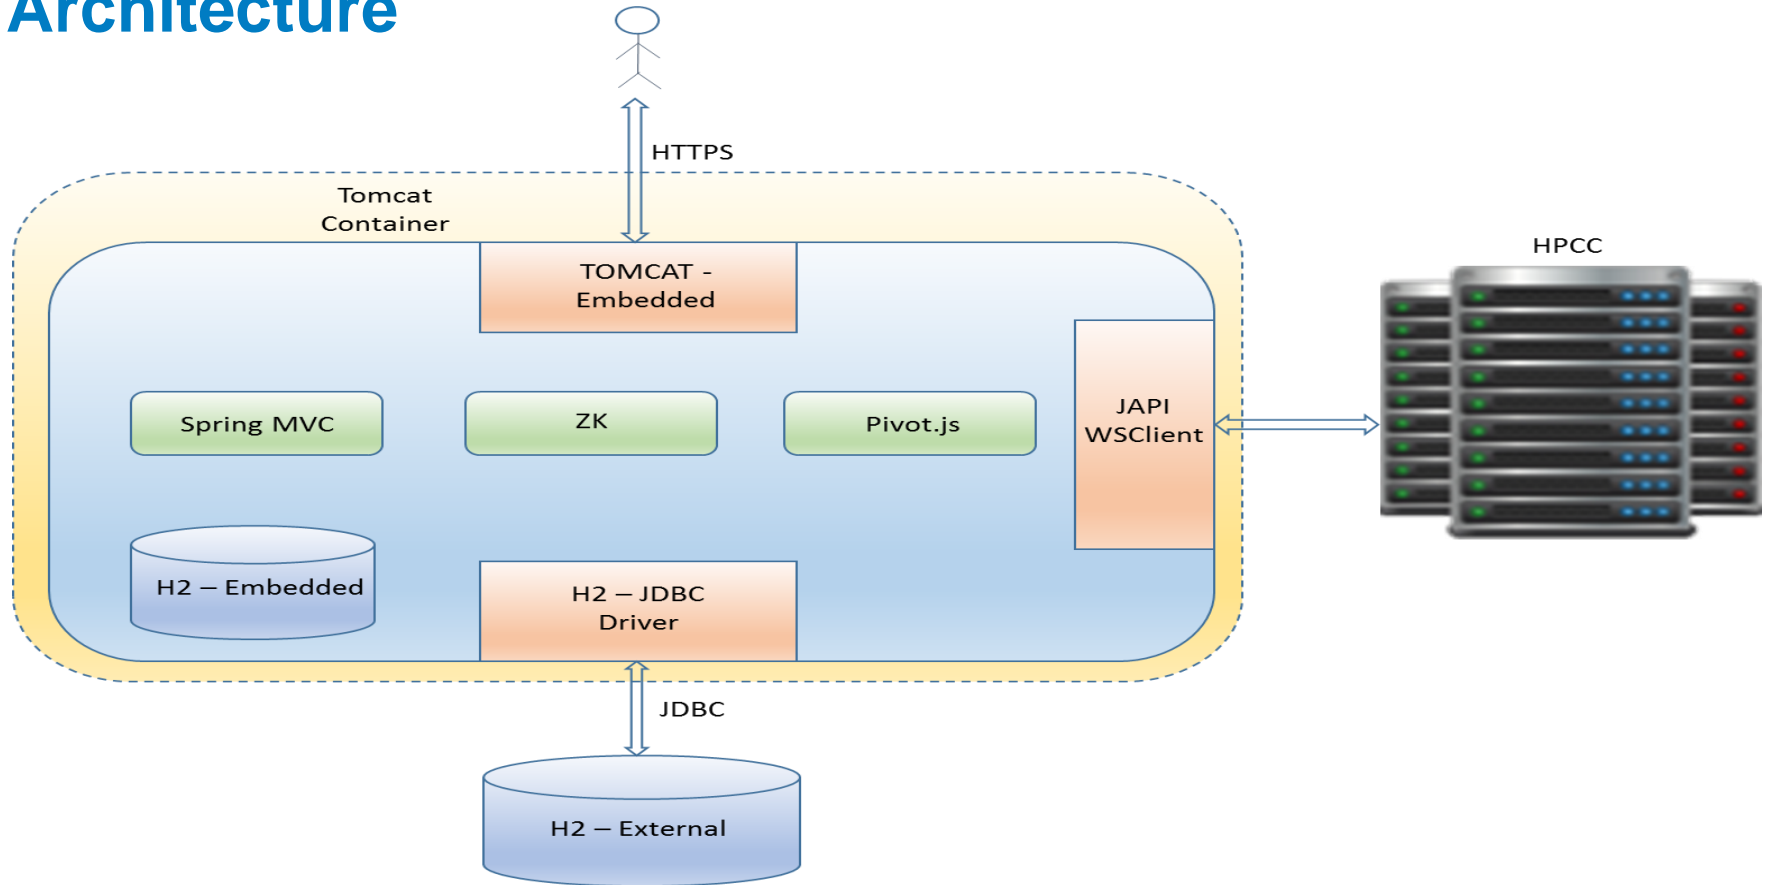 Architecture
HTTPS
Tomcat
Container
TOMCAT -
Embedded
HPCC
JAPI
WSClient
Spring MVC
ZK
Pivot.js
H2 – Embedded
H2 – JDBC
Driver
JDBC
H2 – External